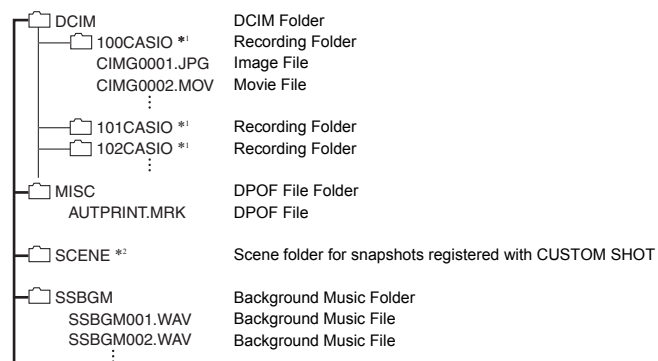 DCIM DCIM Folder
100CASIO *1 Recording Folder
CIMG0001.JPG Image File
CIMG0002.MOV Movie File
101CASIO *1 Recording Folder
102CASIO *1 Recording Folder
MISC DPOF File Folder
AUTPRINT.MRK DPOF File
SCENE *2 Scene folder for snapshots registered with CUSTOM SHOT
SSBGM Background Music Folder
SSBGM001.WAV Background Music File
SSBGM002.WAV Background Music File